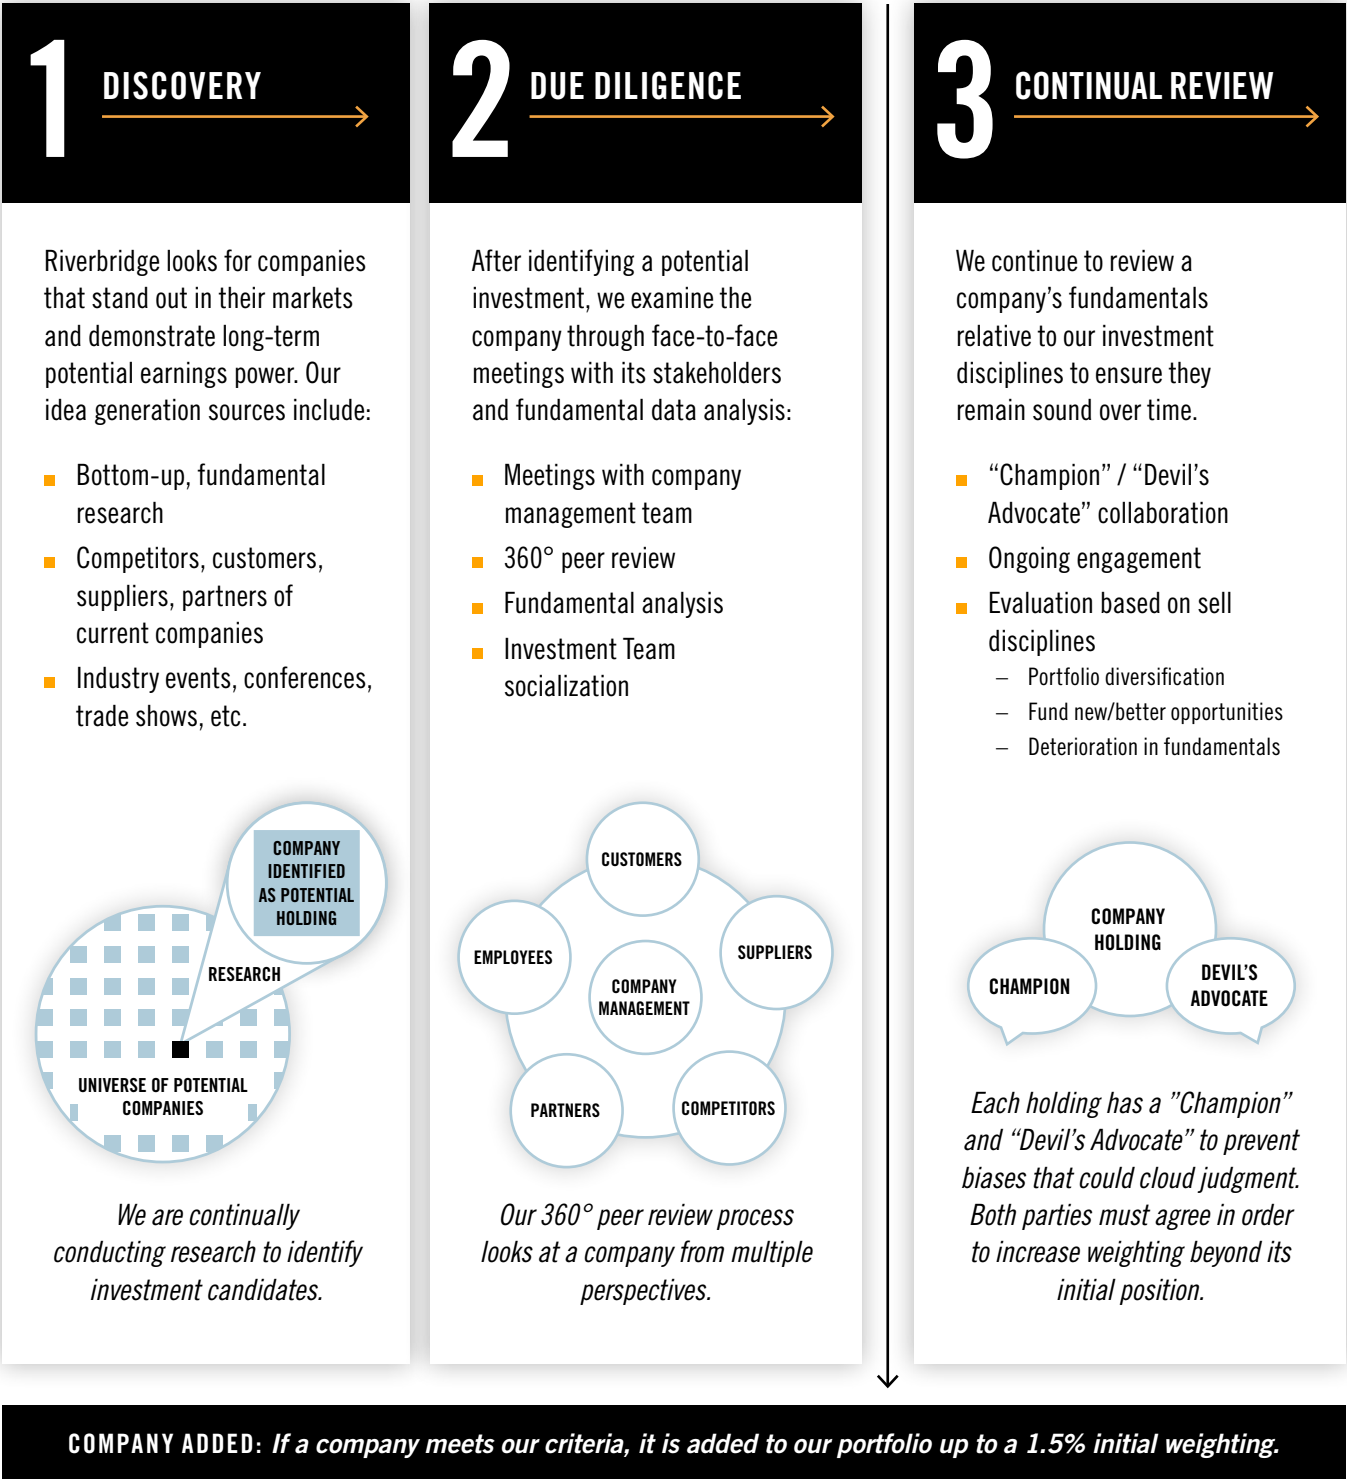 1
DISCOVERY
Riverbridge looks for companies
that stand out in their markets
and demonstrate long-term
potential earnings power. Our
idea generation sources include:
Bottom-up, fundamental
research
Competitors, customers,
suppliers, partners of
current companies
Industry events, conferences,
trade shows, etc.
COMPANY
IDENTIFIED
AS POTENTIAL
HOLDING
RESEARCH
UNIVERSE OF POTENTIAL
COMPANIES
We are continually
conducting research to identify
investment candidates.
2
DUE DILIGENCE
After identifying a potential
investment, we examine the
company through face-to-face
meetings with its stakeholders
and fundamental data analysis:
Meetings with company
management team
360° peer review
Fundamental analysis
Investment Team
socialization
CUSTOMERS
EMPLOYEES
SUPPLIERS
COMPANY
MANAGEMENT
PARTNERS
COMPETITORS
Our 360° peer review process
looks at a company from multiple
perspectives.
3
CONTINUAL REVIEW
We continue to review a
company’s fundamentals
relative to our investment
disciplines to ensure they
remain sound over time.
“Champion” / “Devil’s
Advocate” collaboration
Ongoing engagement
Evaluation based on sell
disciplines
– Portfolio diversification
– Fund new/better opportunities
– Deterioration in fundamentals
COMPANY
HOLDING
CHAMPION
DEVIL’S
ADVOCATE
Each holding has a ”Champion”
and “Devil’s Advocate” to prevent
biases that could cloud judgment.
Both parties must agree in order
to increase weighting beyond its
initial position.
COMPANY ADDED: If a company meets our criteria, it is added to our portfolio up to a 1.5% initial weighting.